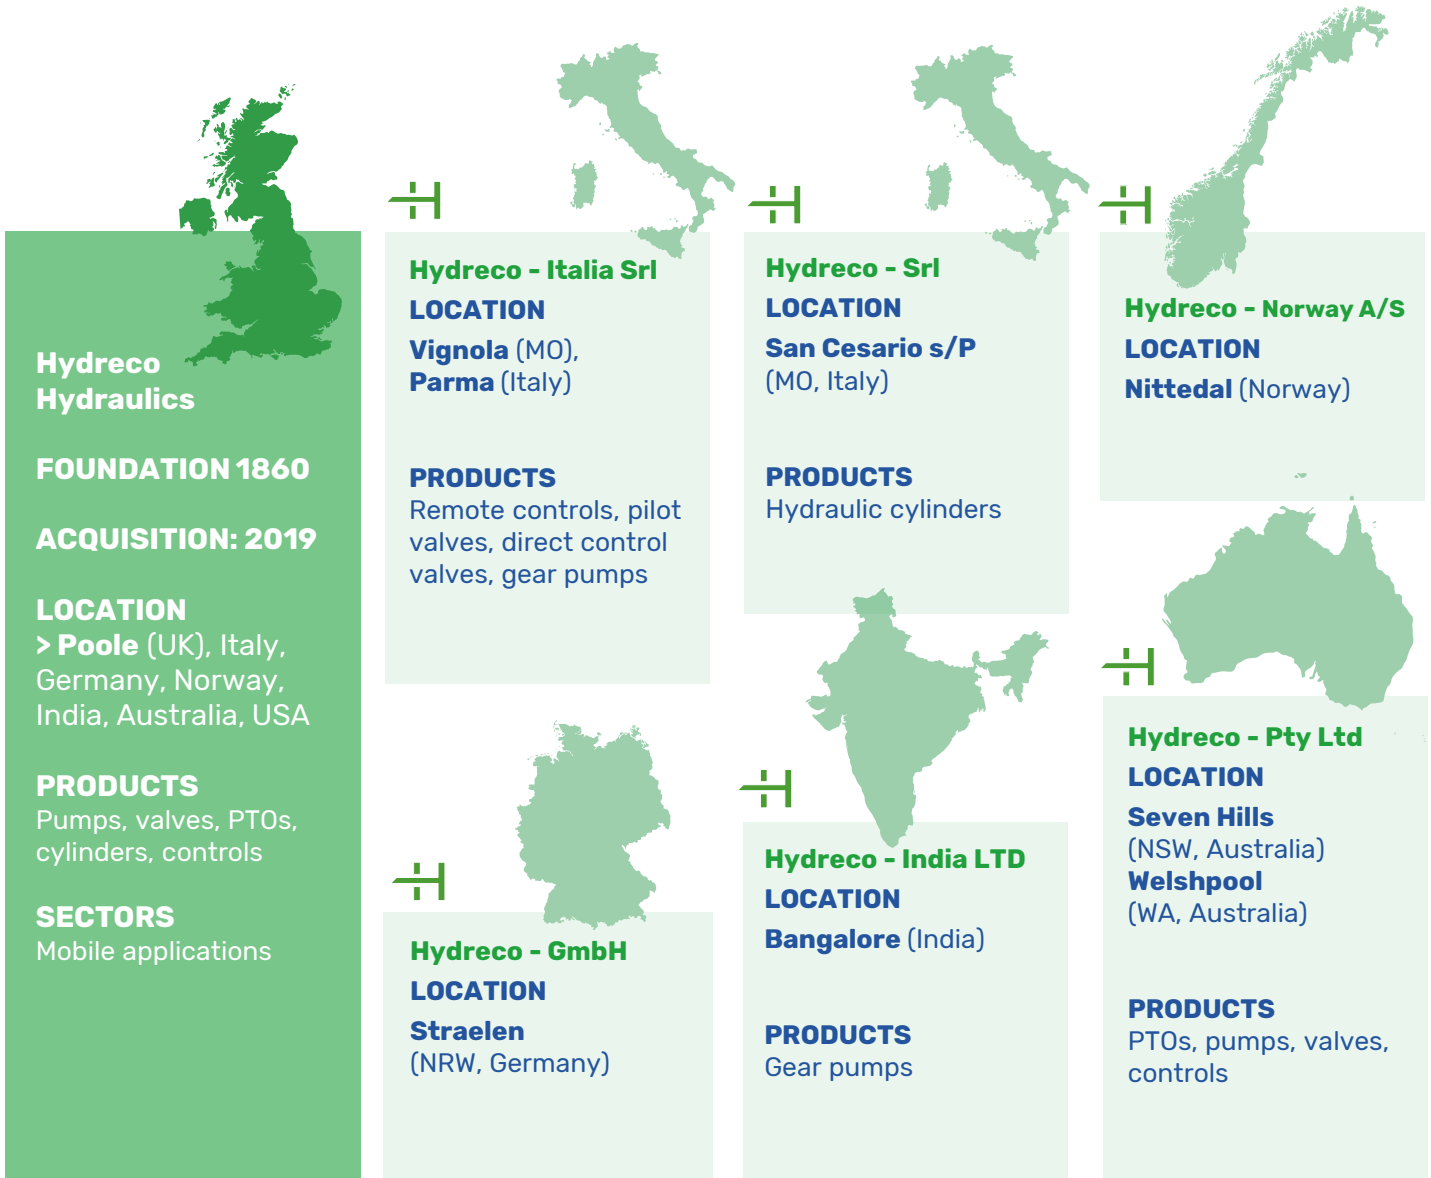 Hydreco
Hydraulics
FOUNDATION 1860
ACQUISITION: 2019
LOCATION
> Poole (UK), Italy,
Germany, Norway,
India, Australia, USA
PRODUCTS
Pumps, valves, PTOs,
cylinders, controls
SECTORS
Mobile applications
Hydreco - Italia Srl
LOCATION
Vignola (MO),
Parma (Italy)
PRODUCTS
Remote controls, pilot
valves, direct control
valves, gear pumps
Hydreco - Srl
LOCATION
San Cesario s/P
(MO, Italy)
PRODUCTS
Hydraulic cylinders
Hydreco - Norway A/S
LOCATION
Nittedal (Norway)
Hydreco - GmbH
LOCATION
Straelen
(NRW, Germany)
Hydreco - India LTD
LOCATION
Bangalore (India)
PRODUCTS
Gear pumps
Hydreco - Pty Ltd
LOCATION
Seven Hills
(NSW, Australia)
Welshpool
(WA, Australia)
PRODUCTS
PTOs, pumps, valves,
controls